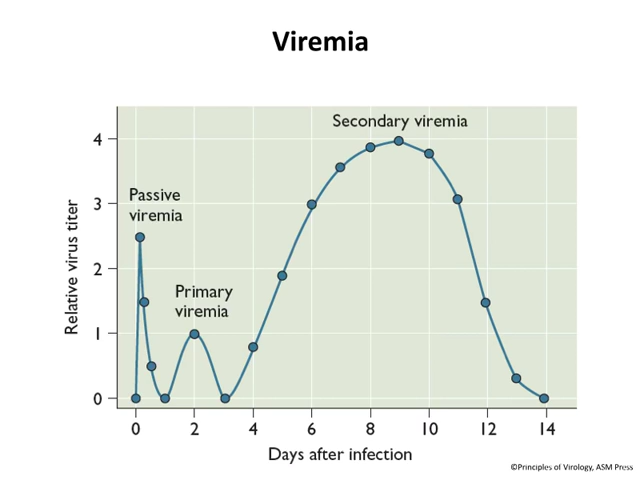 Viremia
Secondary viremia
Passive
viremia
Primary
viremia
Relative virus titer
4
3
2
1
0
0 2 4 6 8 10 12 14
Days after infection
©Principles of Virology, ASM Press